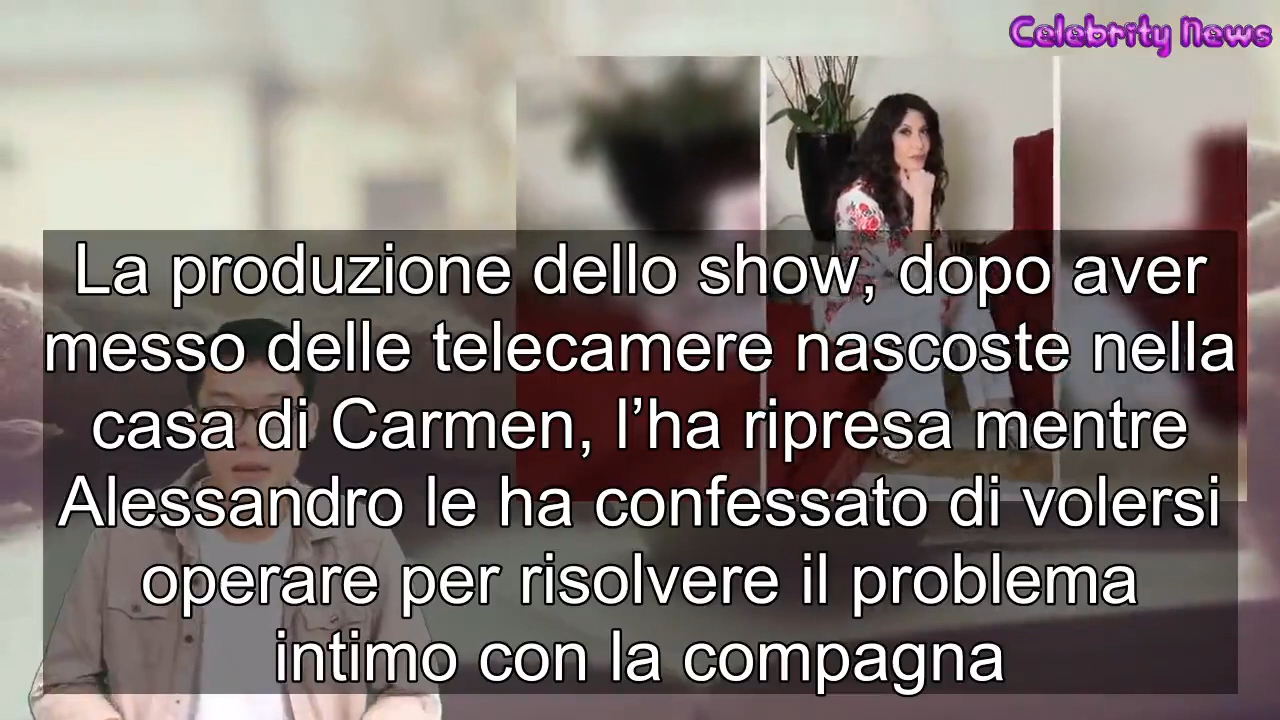 Celebrity News
La produzione dello show, dopo aver
messo delle telecamere nascoste nella
casa di Carmen, l’ha ripresa mentre
Alessandro le ha confessato di volersi
operare per risolvere il problema
intimo con la compagna